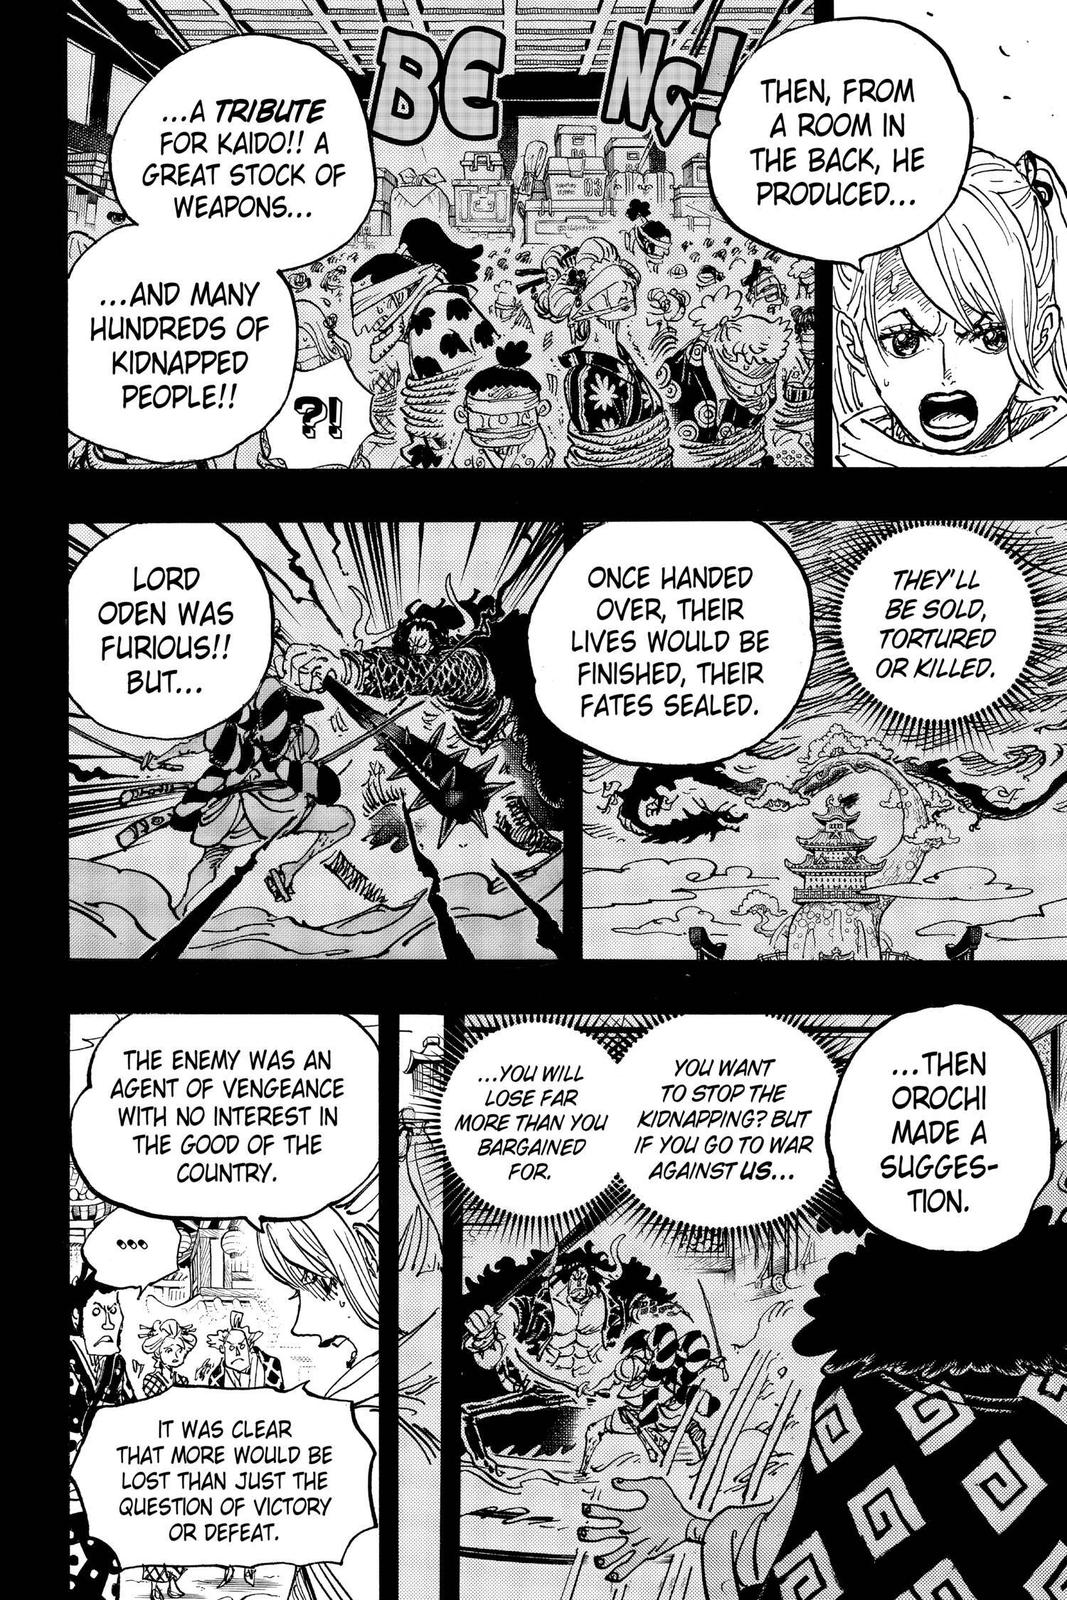 THEN, FROM
A ROOM IN
THE BACK, HE
PRODUCED...
BENG!
...A TRIBUTE
FOR KAIDO!! A
GREAT STOCK OF
WEAPONS...
...AND MANY
HUNDREDS OF
KIDNAPPED
PEOPLE!!
?!
03
THEY'LL
BE SOLD,
TORTURED
OR KILLED.
ONCE HANDED
OVER, THEIR
LIVES WOULD BE
FINISHED, THEIR
FATES SEALED.
LORD
ODEN WAS
FURIOUS!!
BUT...
...THEN
OROCHI
MADE A
SUGGES-
TION.
YOU WANT
TO STOP THE
KIDNAPPING? BUT
IF YOU GO TO WAR
AGAINST US...
...YOU WILL
LOSE FAR
MORE THAN YOU
BARGAINED
FOR.
THE ENEMY WAS AN
AGENT OF VENGEANCE
WITH NO INTEREST IN
THE GOOD OF THE
COUNTRY.
...
IT WAS CLEAR
THAT MORE WOULD BE
LOST THAN JUST THE
QUESTION OF VICTORY
OR DEFEAT.